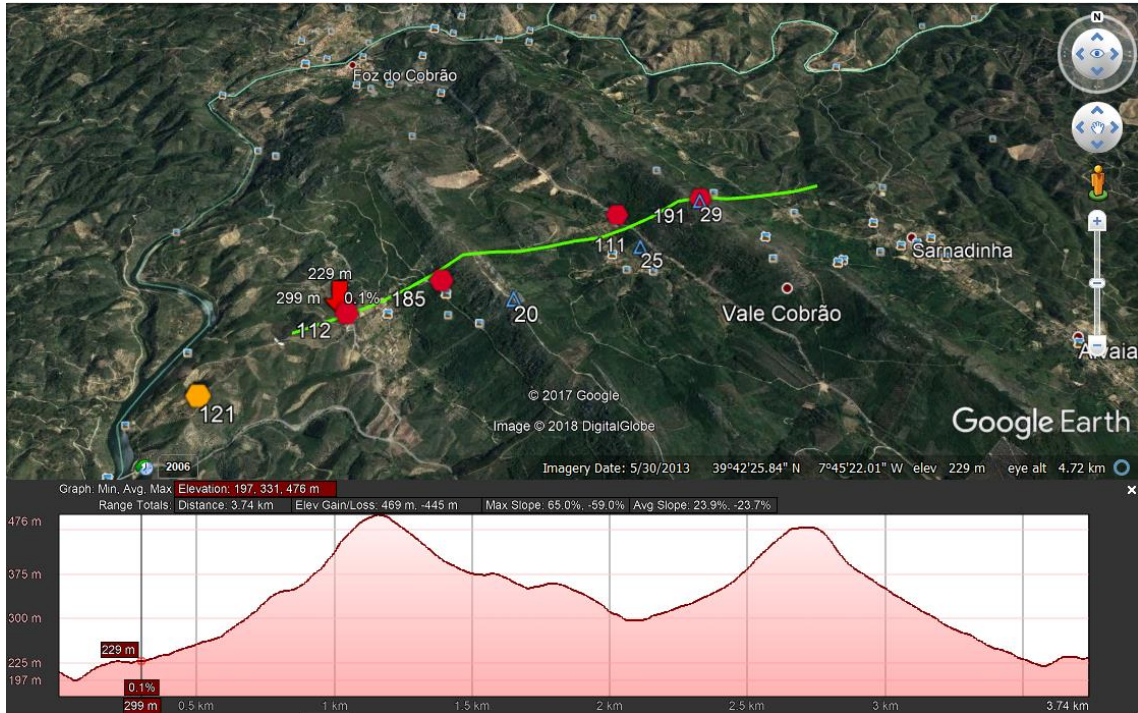 N
Foz do Cobrão
191
29
111
25
Sarnadinha
229 m
299 m 0.1% 185
20
Vale Cobrão
112
Alvaia
© 2017 Google
121
Image © 2018 DigitalGlobe
Google Earth
2006
Imagery Date: 5/30/2013 39°42'25.84" N 7°45'22.01" W elev 229 m eye alt 4.72 km
Graph: Min, Avg, Max Elevation: 197, 331, 476 m
Range Totals: Distance: 3.74 km Elev Gain/Loss: 469 m, -445 m Max Slope: 65.0%, -59.0% Avg Slope: 23.9%, -23.7%
476 m
375 m
300 m
229 m
225 m
197 m
0.1%
299 m 0.5 km 1 km 1.5 km 2 km 2.5 km 3 km 3.74 km